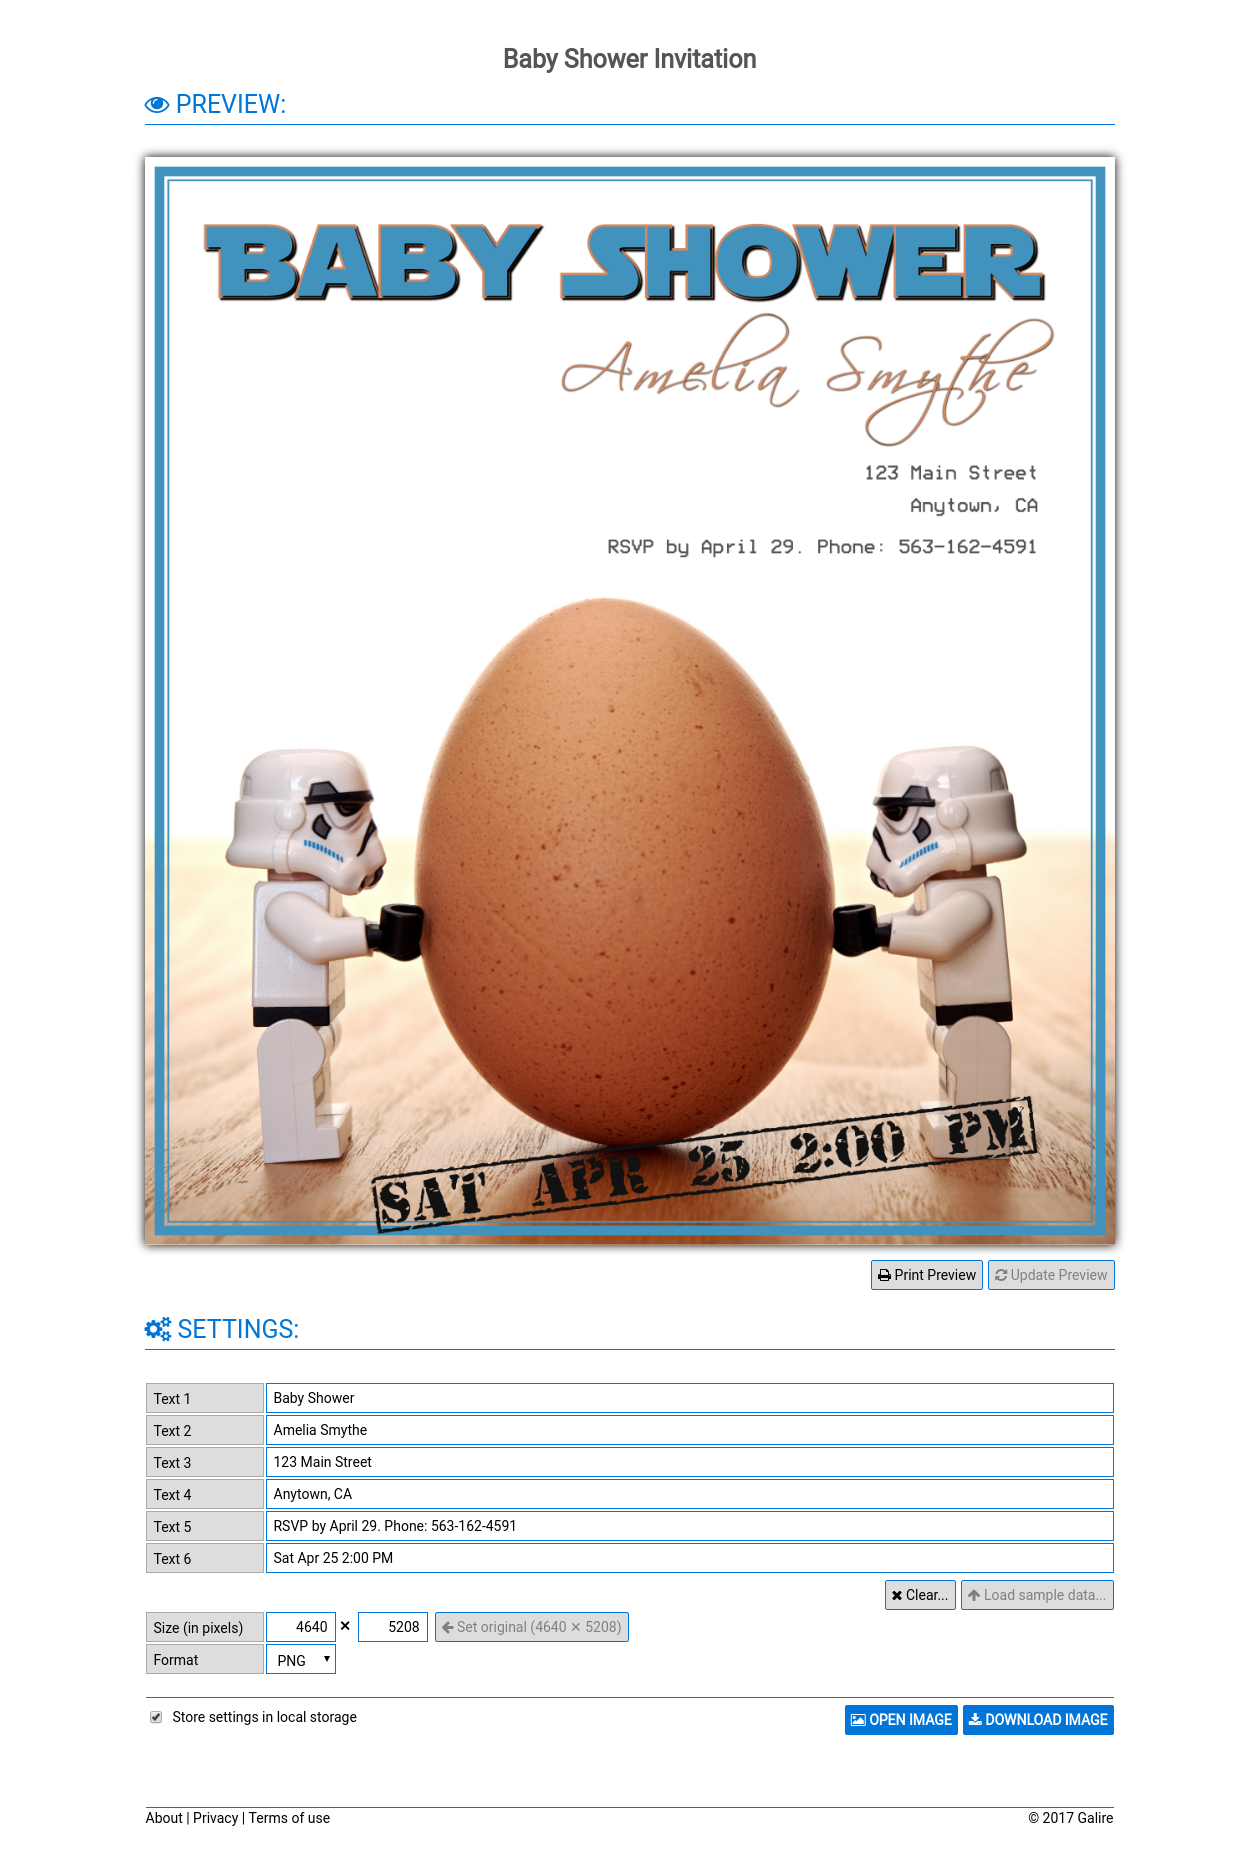 Baby Shower Invitation
PREVIEW:
BABY SHOWER
Amelia Smythe
123 Main Street
Anytown, CA
RSVP by April 29. Phone: 563-162-4591
SAT APR 25 2:00 PM
Print Preview Update Preview
SETTINGS:
Text 1 Baby Shower
Text 2 Amelia Smythe
Text 3 123 Main Street
Text 4 Anytown, CA
Text 5 RSVP by April 29. Phone: 563-162-4591
Text 6 Sat Apr 25 2:00 PM
Clear... Load sample data...
Size (in pixels) 4640 × 5208 Set original (4640 × 5208)
Format PNG
Store settings in local storage OPEN IMAGE DOWNLOAD IMAGE
About | Privacy | Terms of use © 2017 Galire